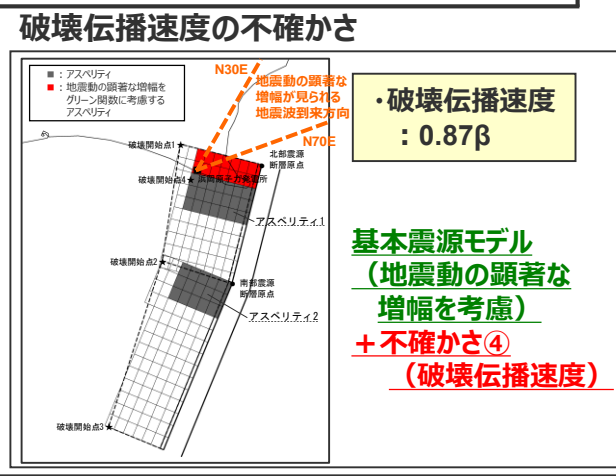 破壊伝播速度の不確かさ
■：アスペリティ
■：地震動の顕著な増幅を
グリーン関数に考慮する
アスペリティ
N30E
地震動の顕著な
増幅が見られる
地震波到来方向
N70E
破壊開始点1
北部震源
断層原点
破壊開始点4
アスペリティ1
破壊開始点2
南部震源
断層原点
アスペリティ2
破壊開始点3
・破壊伝播速度
：0.87β
基本震源モデル
（地震動の顕著な
増幅を考慮）
＋不確かさ④
（破壊伝播速度）